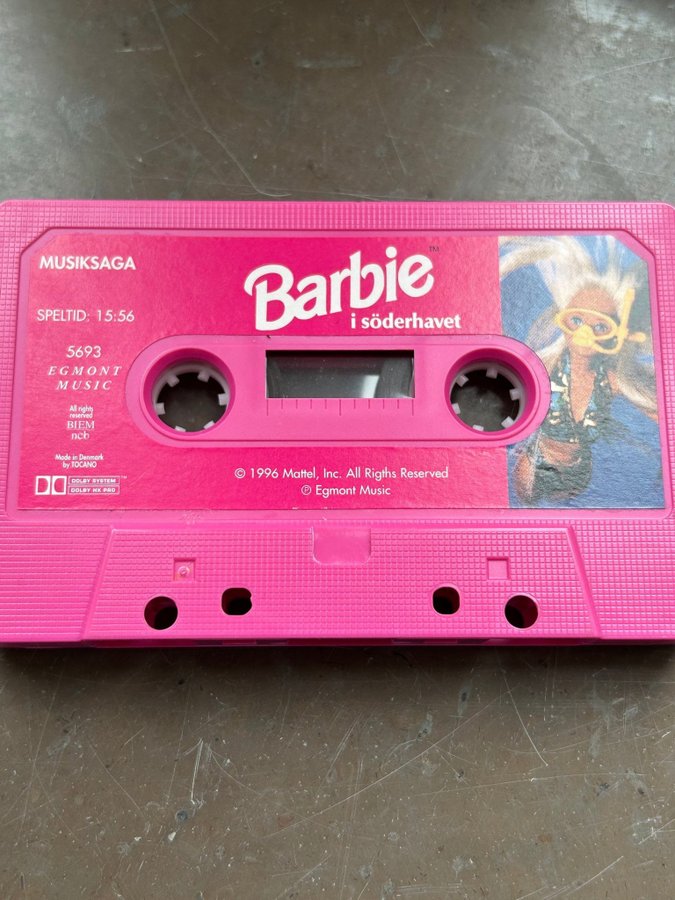 MUSIKSAGA
SPELTID: 15:56
5693
EGMONT
MUSIC
All rights
reserved
BIEM
ncb
Made in Denmark
by TOCANO
DOLBY SYSTEM
DOLBY HX PRO
Barbie™
i söderhavet
© 1996 Mattel, Inc. All Rigths Reserved
℗ Egmont Music